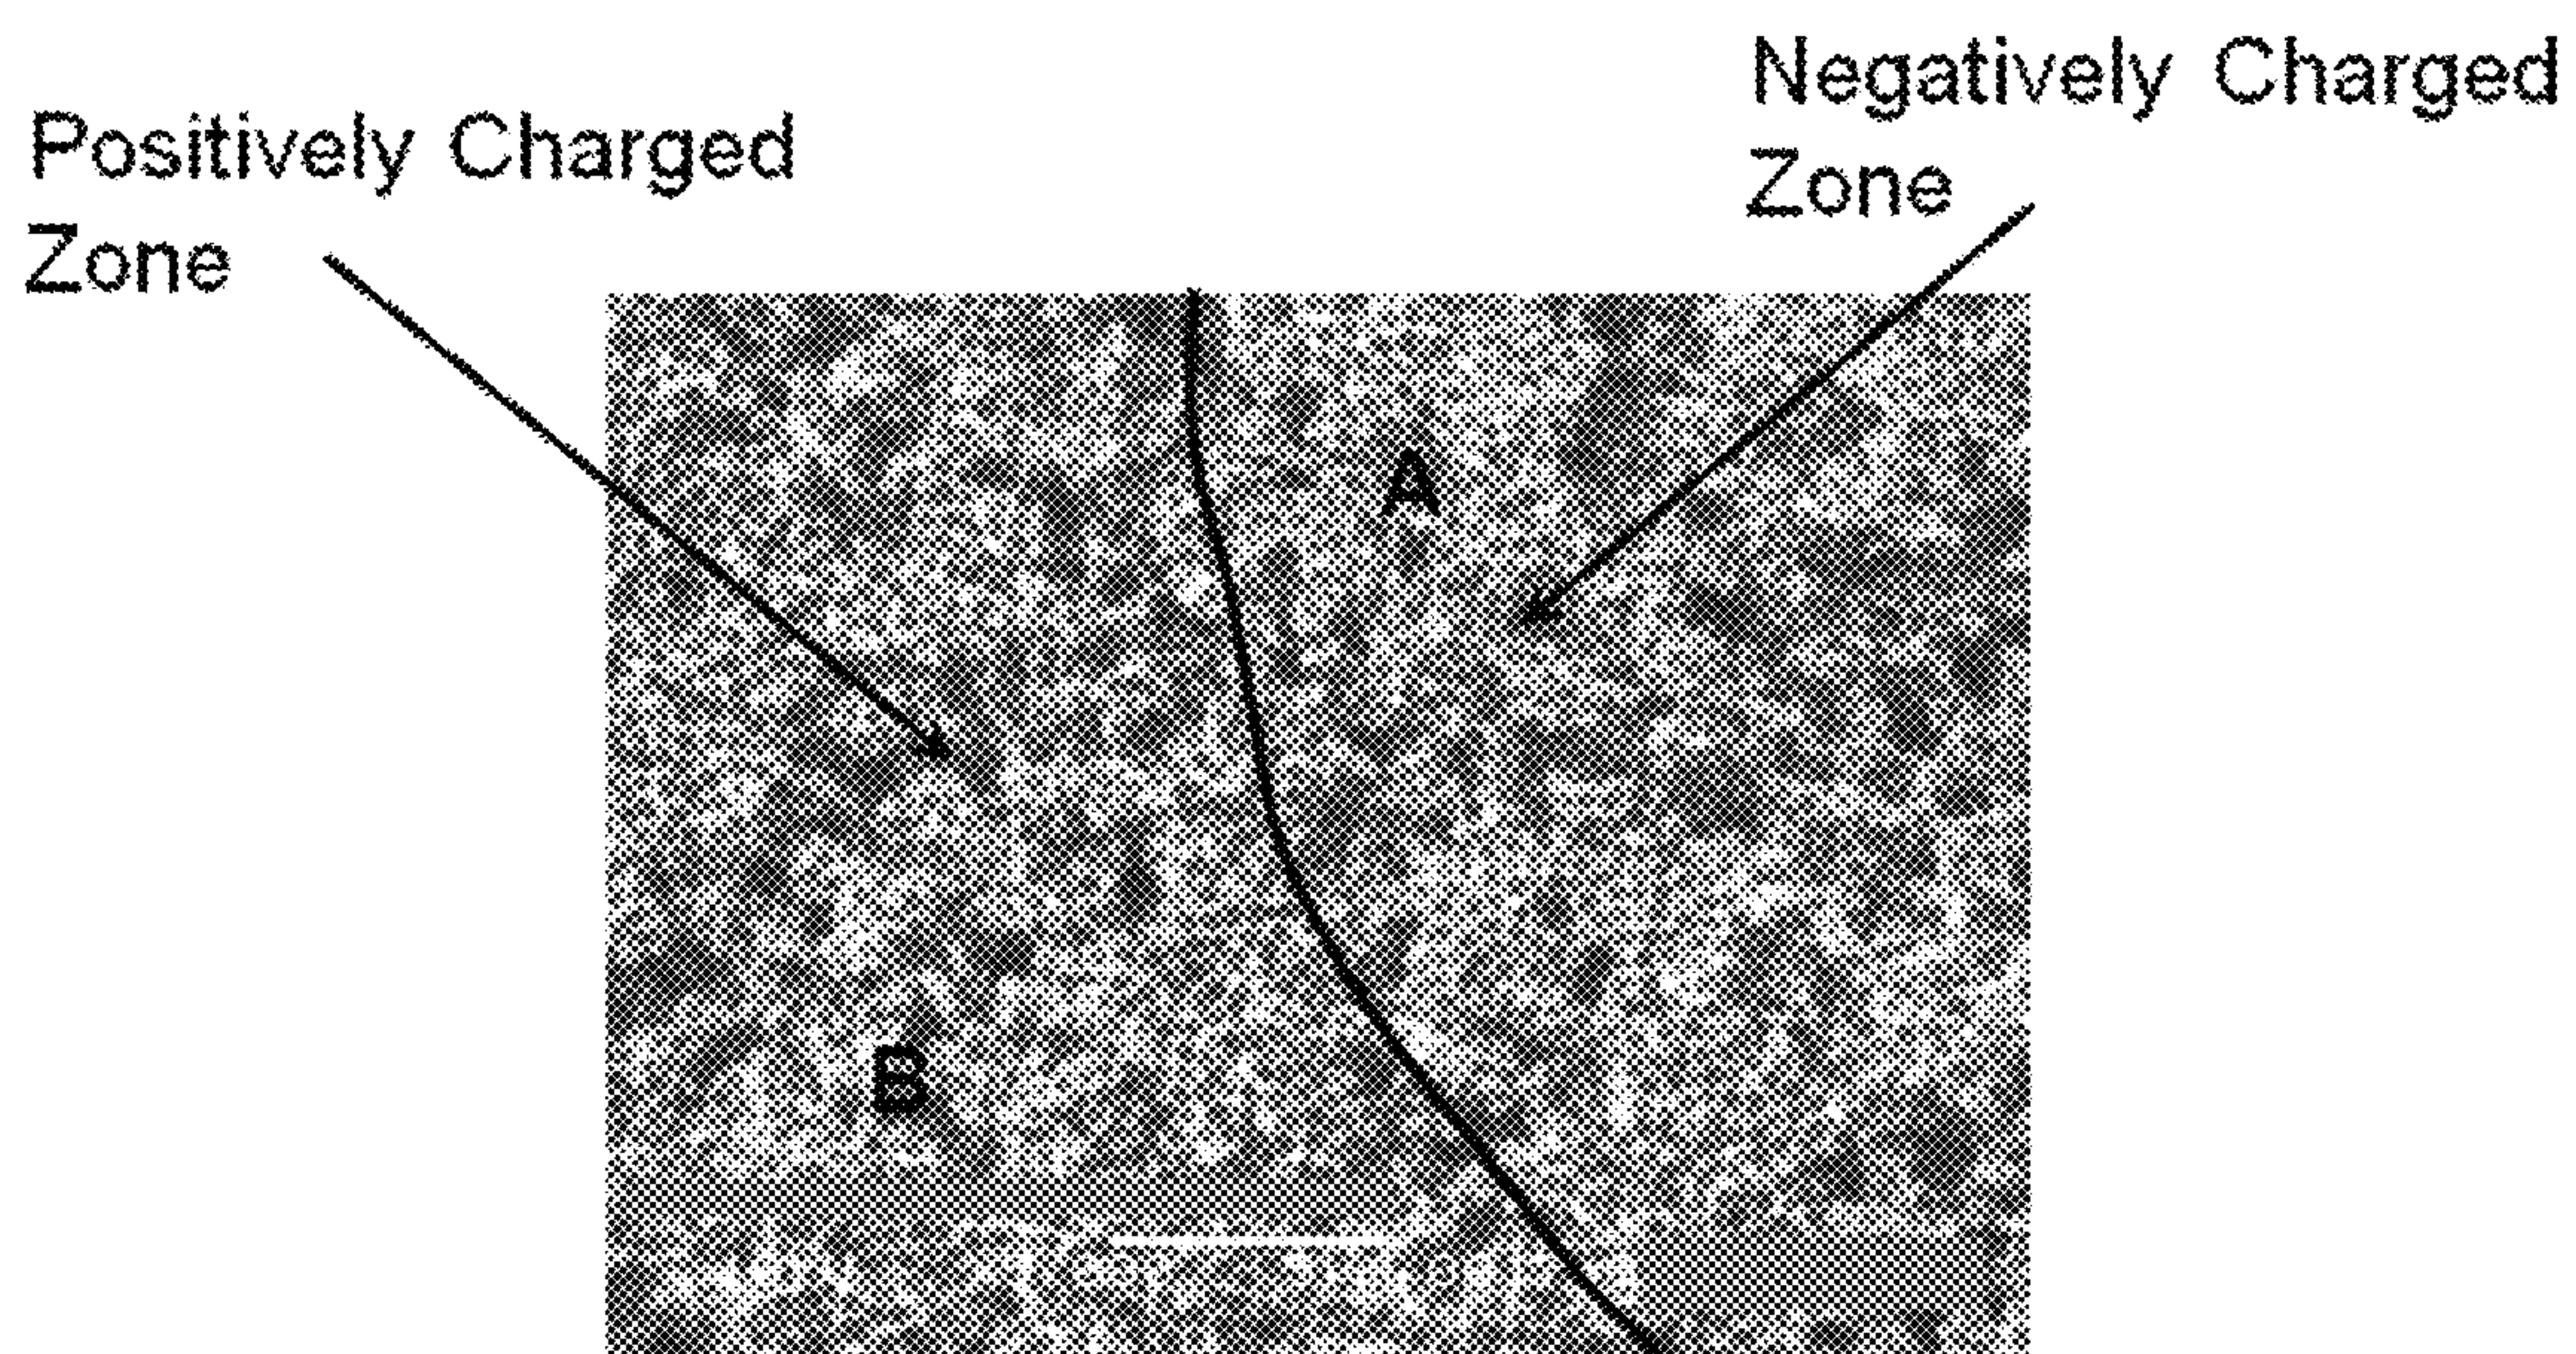 Positively Charged
Zone
Negatively Charged
Zone
A
B